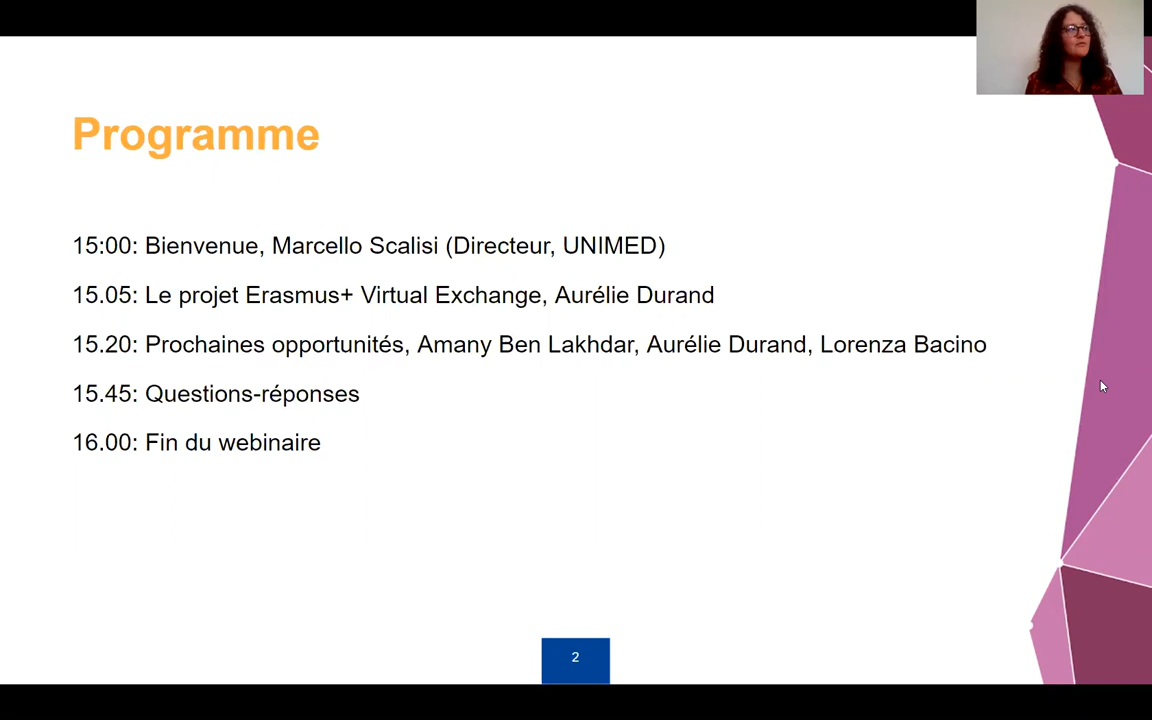 Programme
15:00: Bienvenue, Marcello Scalisi (Directeur, UNIMED)
15.05: Le projet Erasmus+ Virtual Exchange, Aurélie Durand
15.20: Prochaines opportunités, Amany Ben Lakhdar, Aurélie Durand, Lorenza Bacino
15.45: Questions-réponses
16.00: Fin du webinaire
2